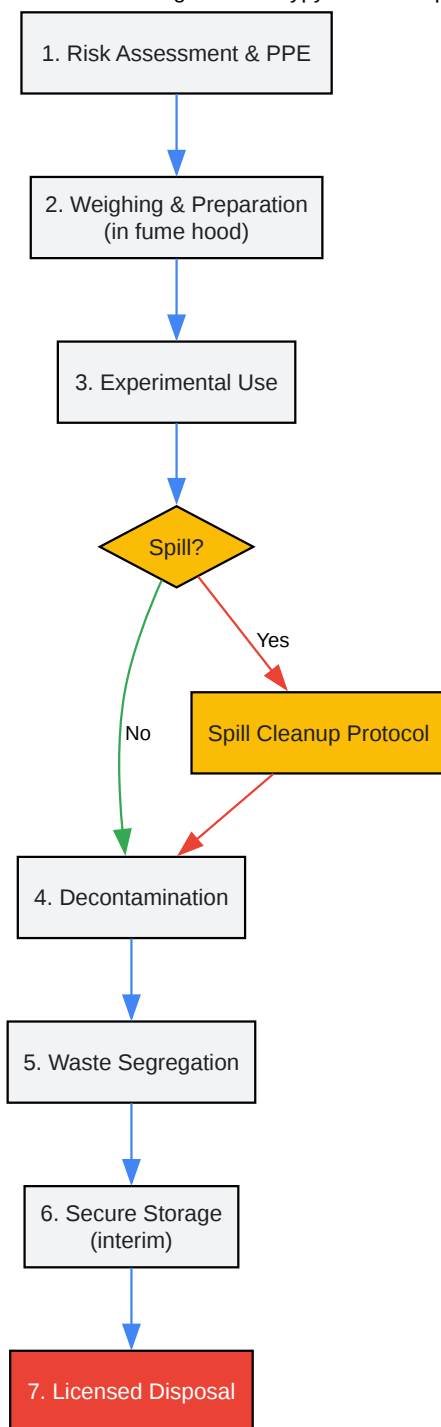 1. Risk Assessment & PPE
2. Weighing & Preparation
(in fume hood)
3. Experimental Use
Spill?
Yes
Spill Cleanup Protocol
No
4. Decontamination
5. Waste Segregation
6. Secure Storage
(interim)
7. Licensed Disposal